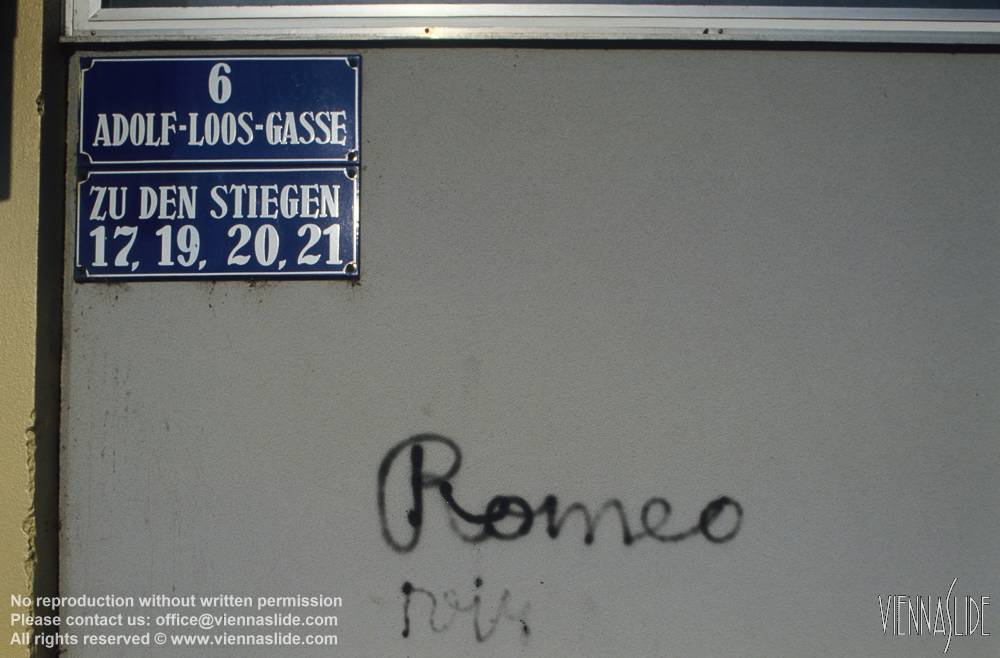 6
ADOLF-LOOS-GASSE
ZU DEN STIEGEN
17, 19, 20, 21
Romeo
No reproduction without written permission
Please contact us: office@viennaslide.com
All rights reserved © www.viennaslide.com
VIENNASLIDE